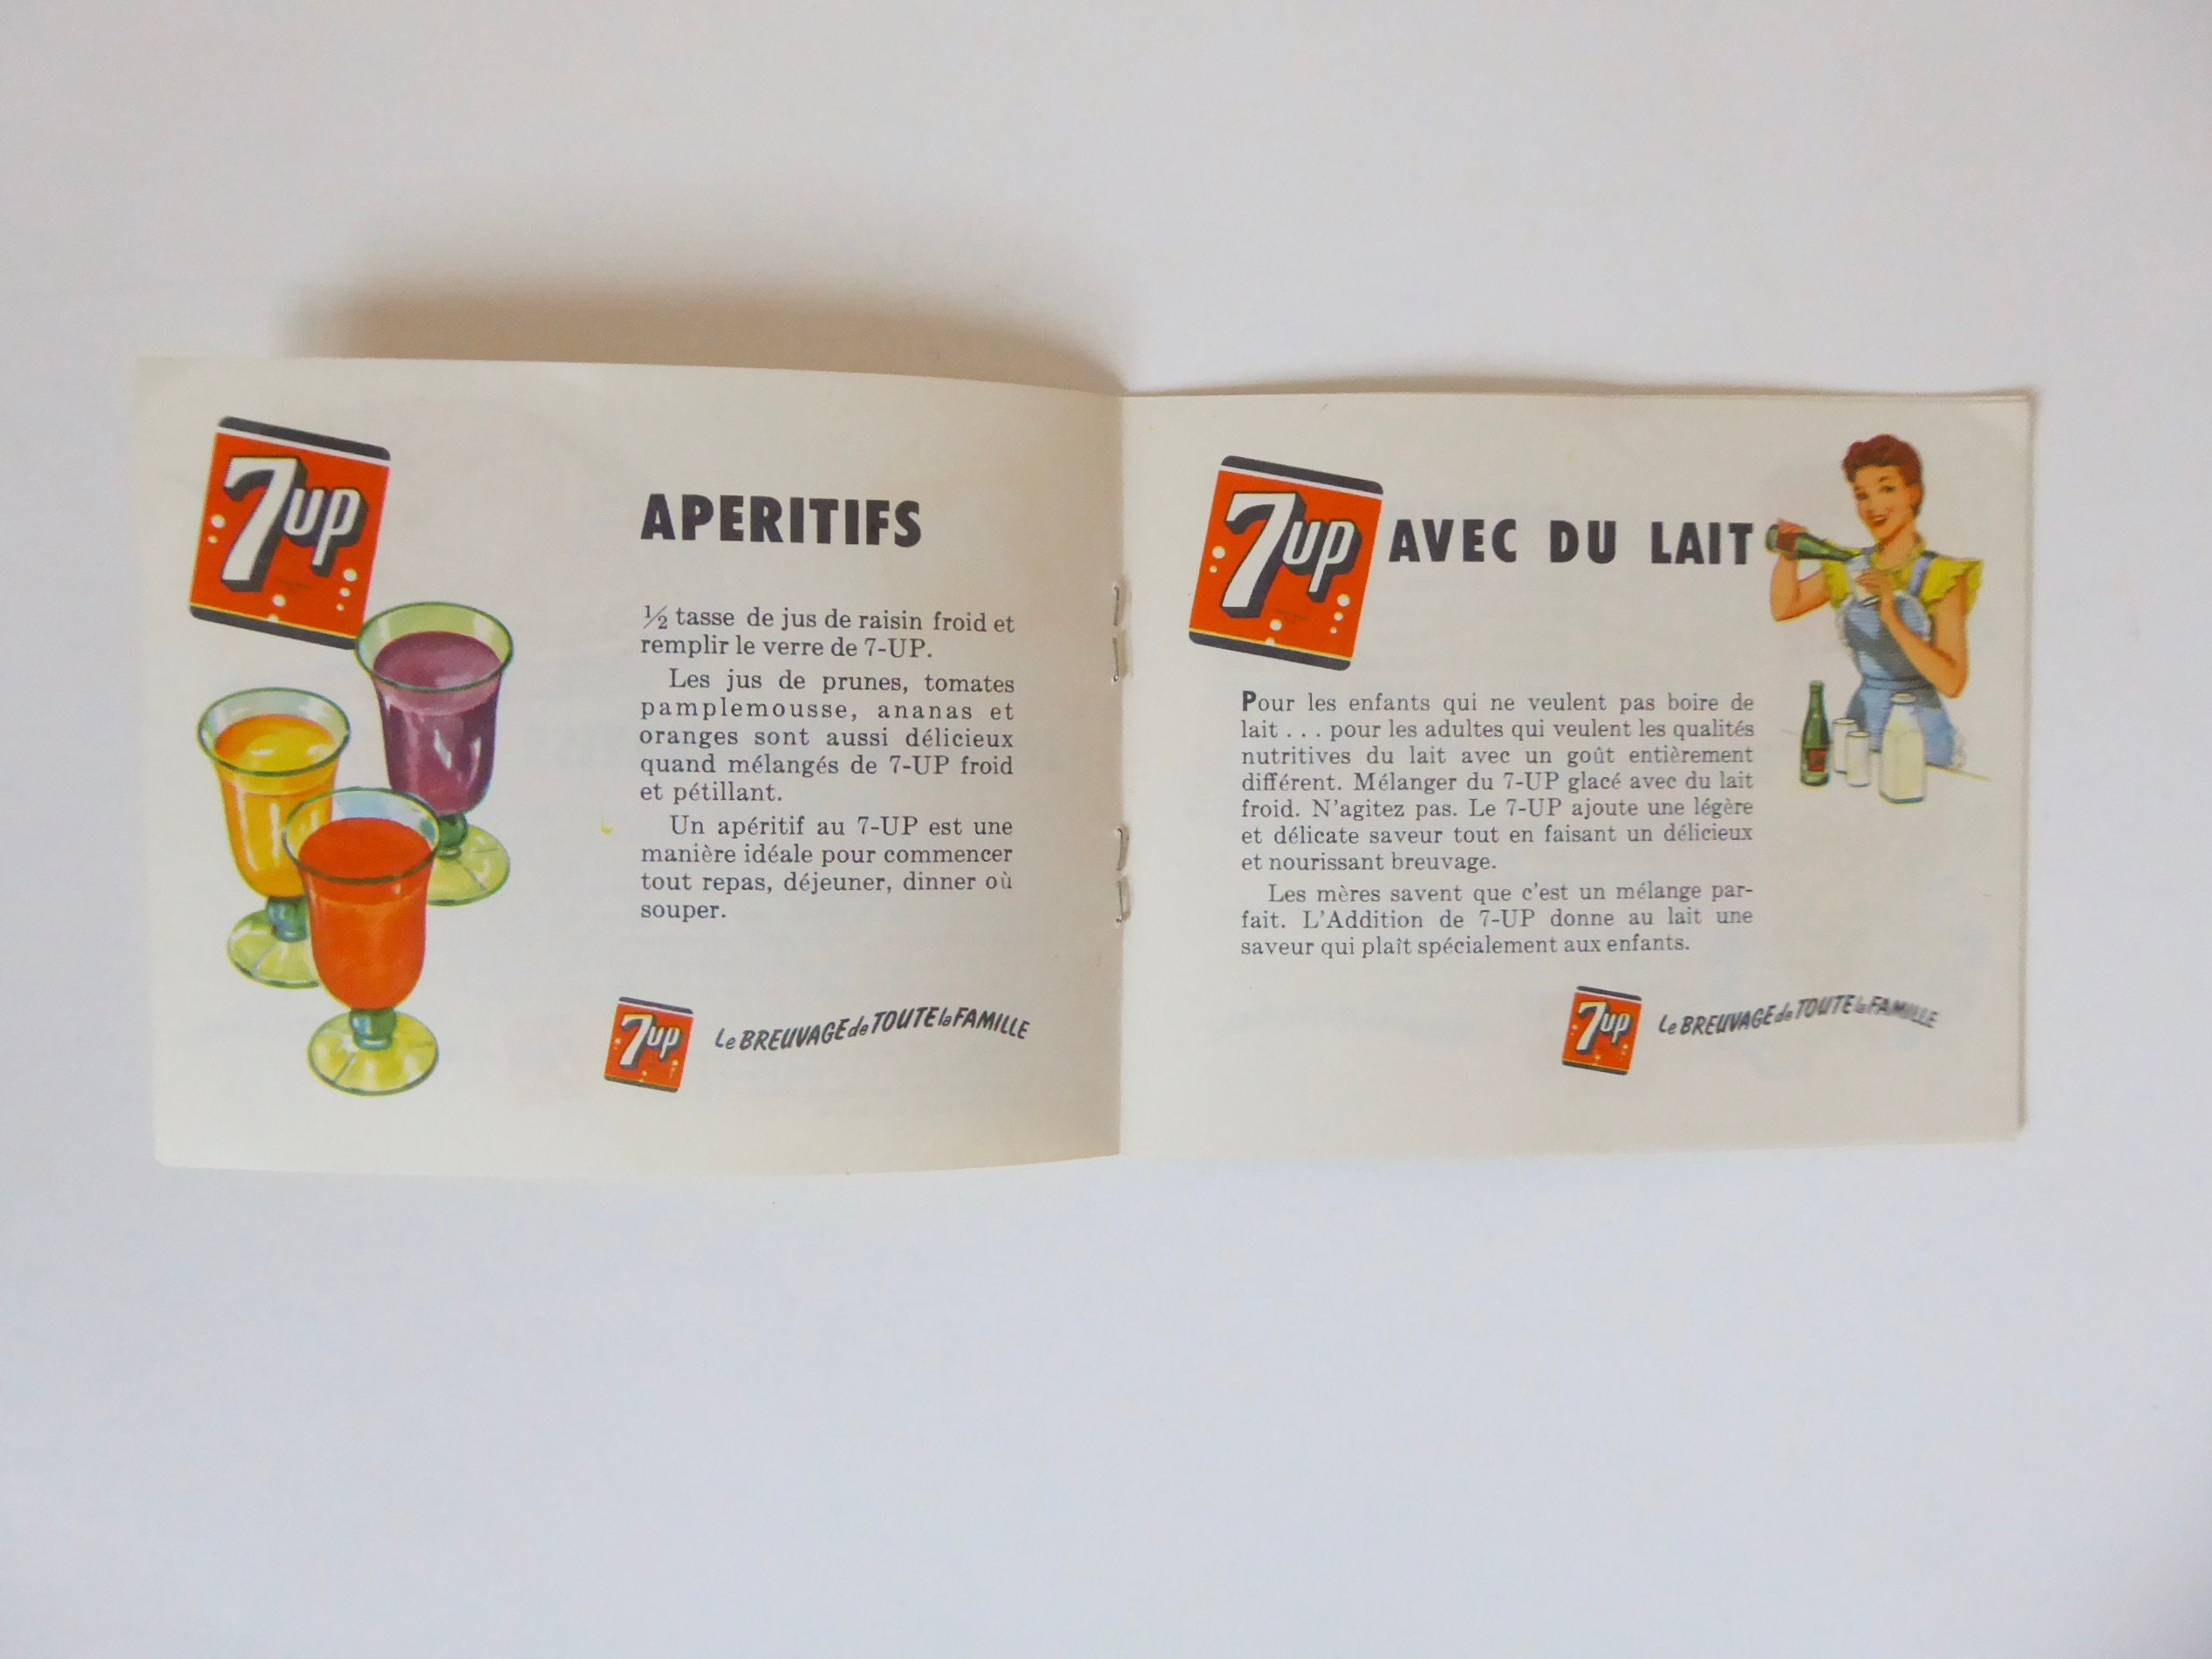 7up
APERITIFS
½ tasse de jus de raisin froid et
remplir le verre de 7-UP.
Les jus de prunes, tomates
pamplemousse, ananas et
oranges sont aussi délicieux
quand mélangés de 7-UP froid
et pétillant.
Un apéritif au 7-UP est une
manière idéale pour commencer
tout repas, déjeuner, dinner où
souper.
7up Le BREUVAGE de TOUTE la FAMILLE
7up AVEC DU LAIT
Pour les enfants qui ne veulent pas boire de
lait . . . pour les adultes qui veulent les qualités
nutritives du lait avec un goût entièrement
différent. Mélanger du 7-UP glacé avec du lait
froid. N'agitez pas. Le 7-UP ajoute une légère
et délicate saveur tout en faisant un délicieux
et nourissant breuvage.
Les mères savent que c'est un mélange par-
fait. L'Addition de 7-UP donne au lait une
saveur qui plaît spécialement aux enfants.
7up Le BREUVAGE de TOUTE la FAMILLE